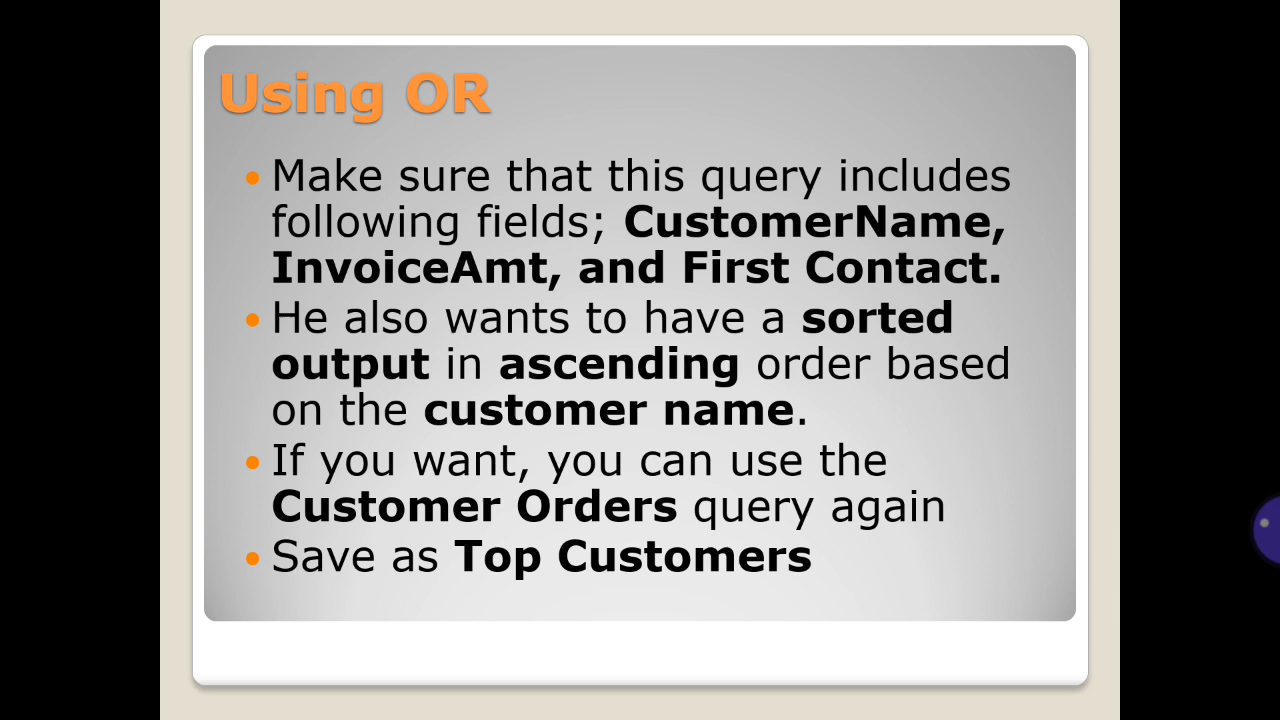 Using OR
Make sure that this query includes
following fields; CustomerName,
InvoiceAmt, and First Contact.
He also wants to have a sorted
output in ascending order based
on the customer name.
If you want, you can use the
Customer Orders query again
Save as Top Customers